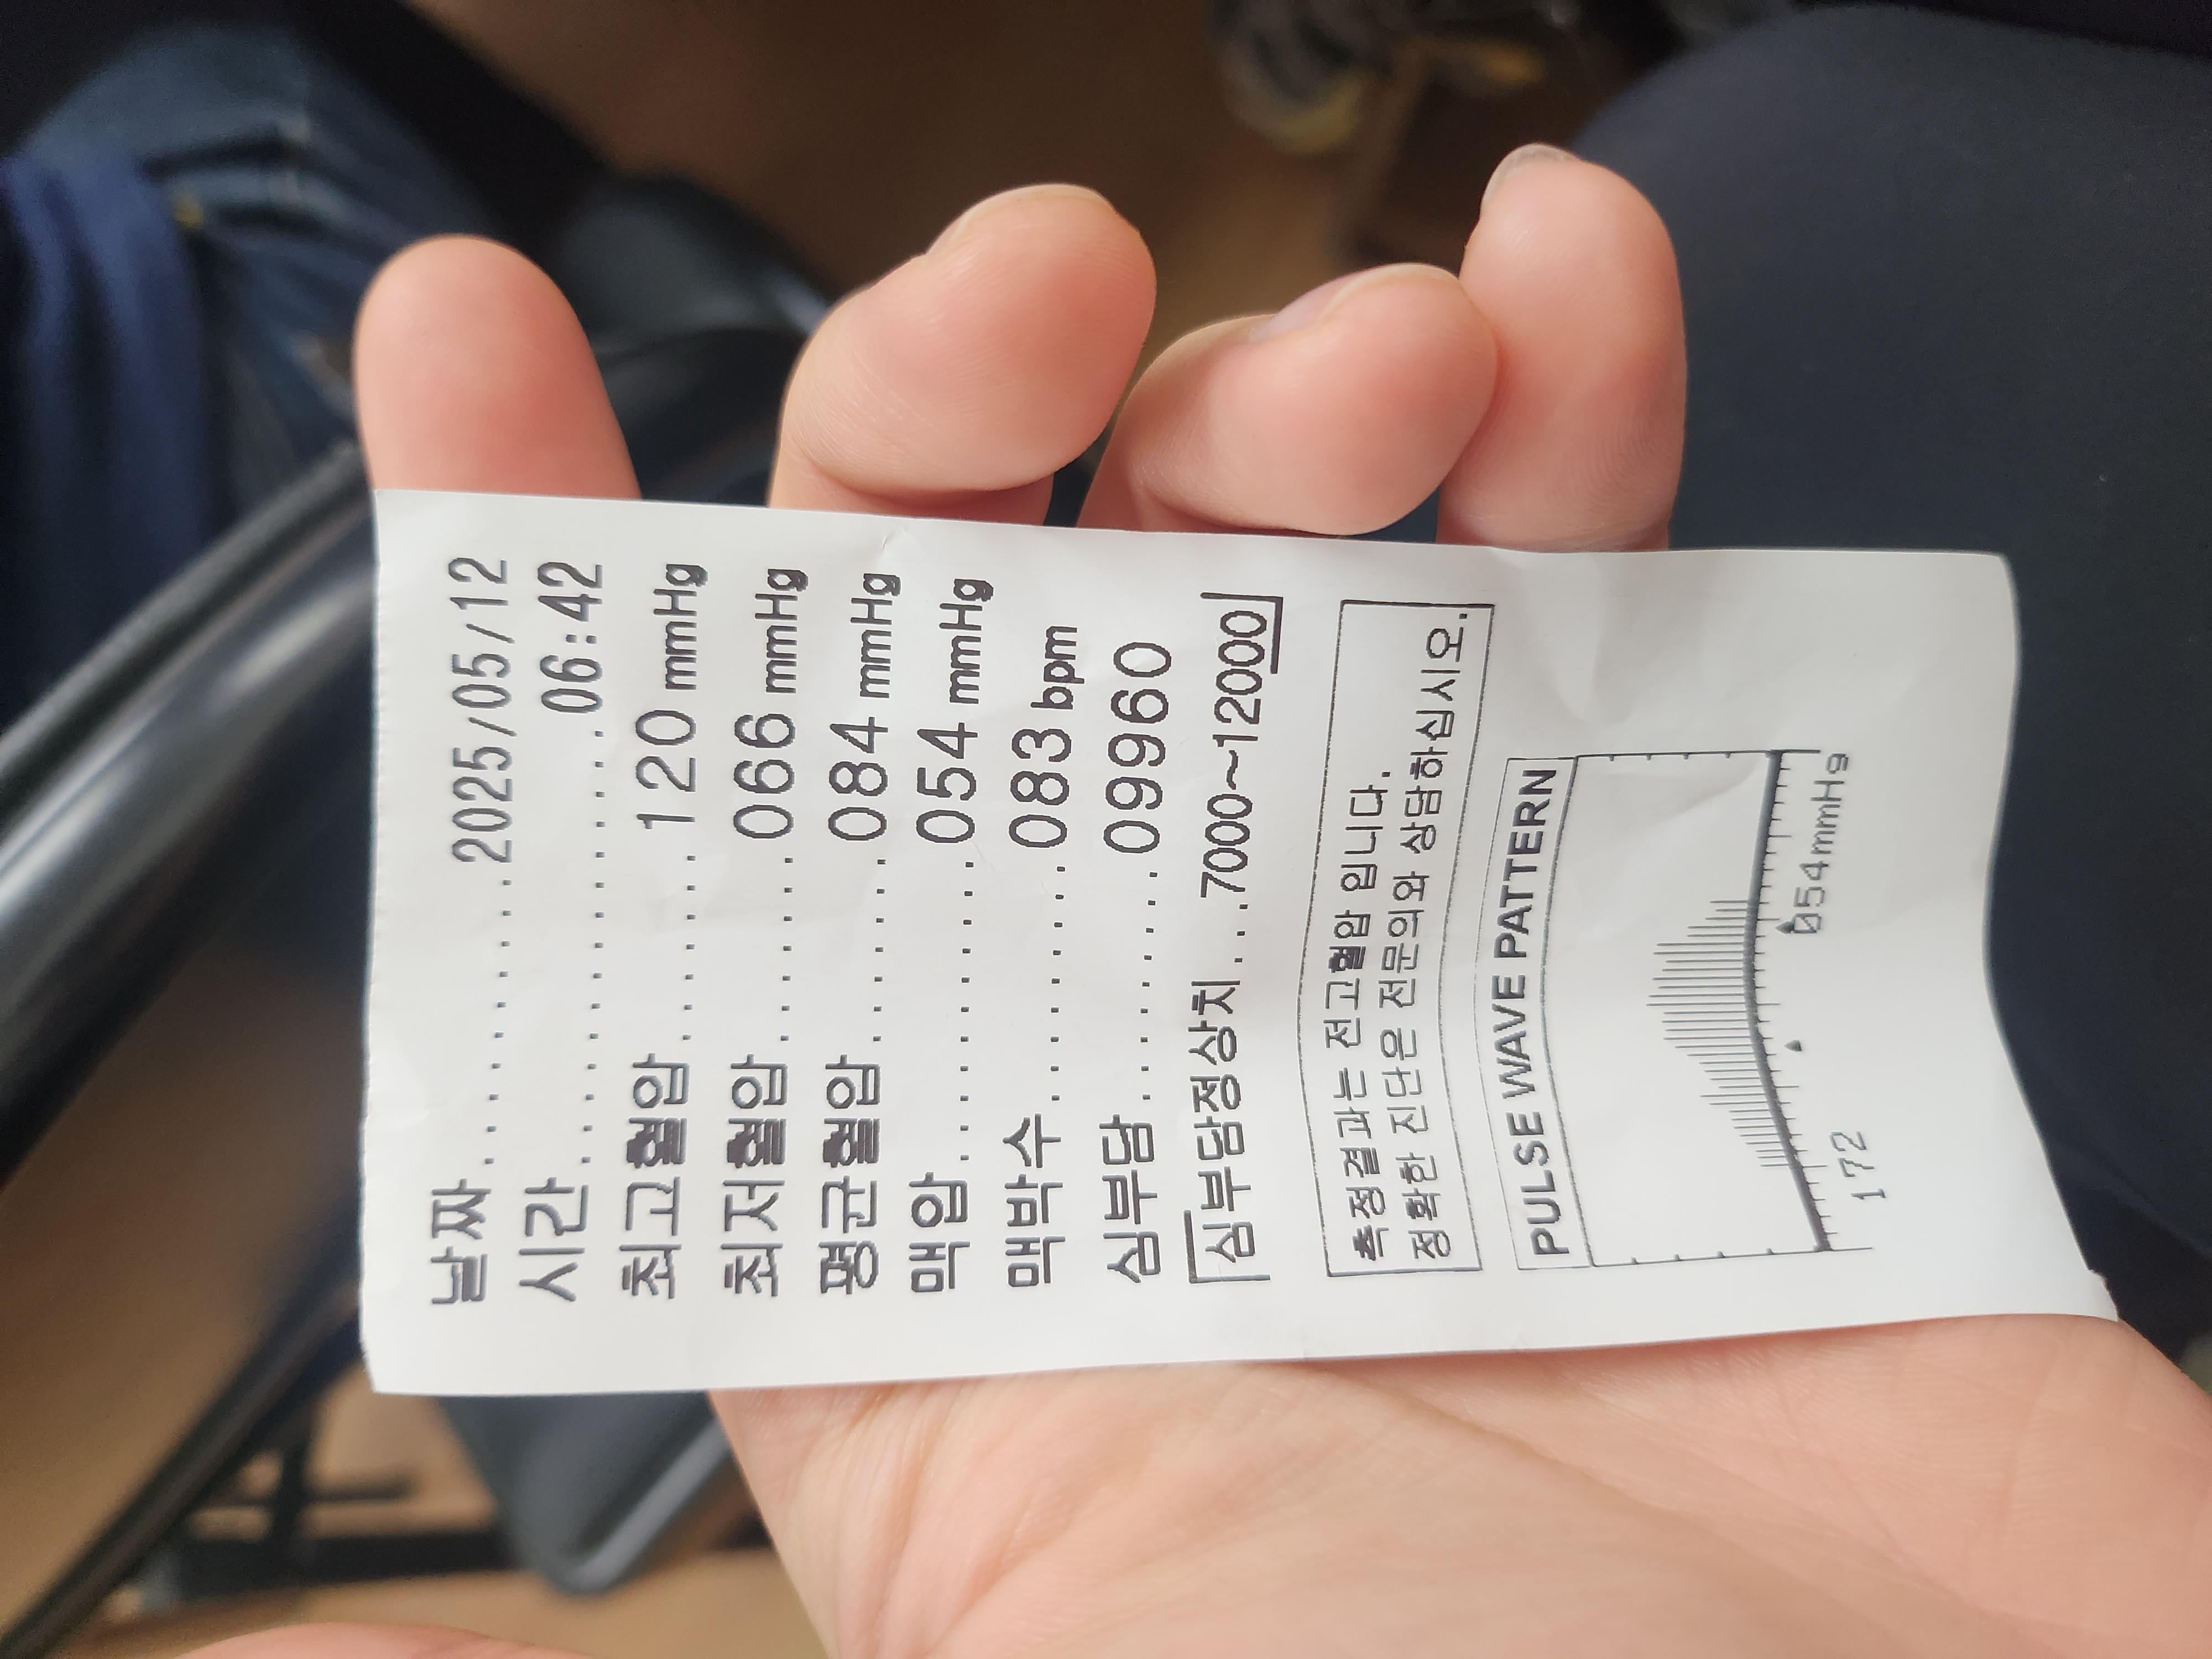 날짜..............2025/05/12
시간......................06:42
최고혈압.........120 mmHg
최저혈압.........066 mmHg
평균혈압.........084 mmHg
맥압..............054 mmHg
맥박수...........083 bpm
심부담...........09960
[심부담정상치...7000~12000]
측정결과는 전고혈압 입니다.
정확한 진단은 전문의와 상담하십시오.
PULSE WAVE PATTERN
172 054mmHg